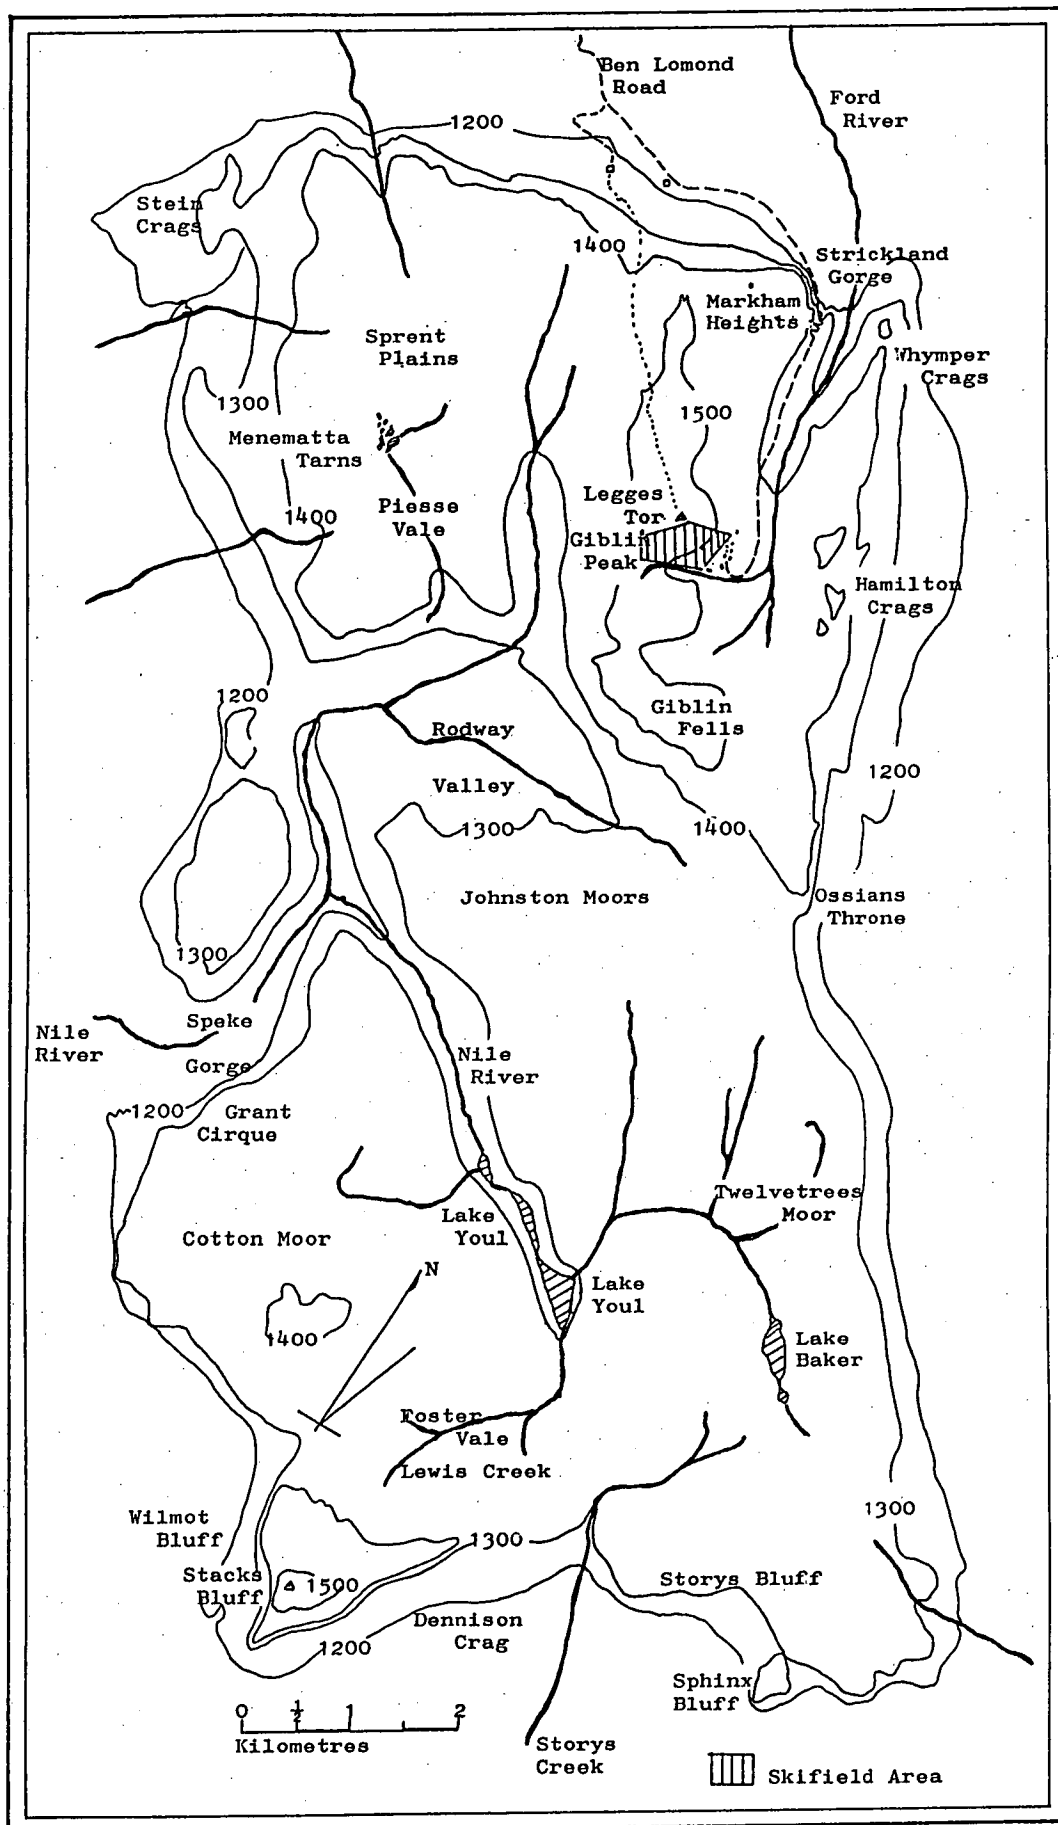 Ben Lomond
Road
Ford
River
1200
Stein
Crags
1400
Strickland
Gorge
Markham
Heights
Sprent
Plains
Whymper
Crags
1300
1500
Menematta
Tarns
Piesse
Vale
Legges
Tor
1400
Giblin
Peak
Hamilton
Crags
1200
Giblin
Fells
Rodway
Valley
1200
1300
1400
Johnston Moors
Ossians
Throne
1300
Speke
Gorge
Nile
River
Nile
River
1200
Grant
Cirque
Twelvetrees
Moor
Lake
Youl
Cotton Moor
N
Lake
Youl
1400
Lake
Baker
Foster
Vale
Lewis Creek
1300
Wilmot
Bluff
1300
Stacks
Bluff
1500
Storys Bluff
Dennison
Crag
1200
Sphinx
Bluff
0 ½ 1 2
Kilometres
Storys
Creek
Skifield Area